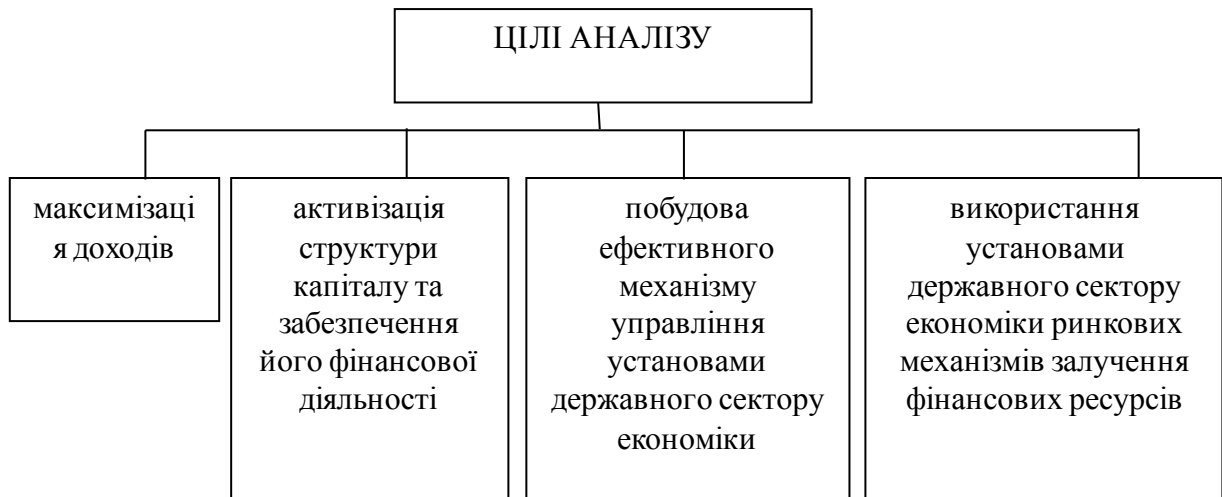 ЦІЛІ АНАЛІЗУ
максимізаці
я доходів
активізація
структури
капіталу та
забезпечення
його фінансової
діяльності
побудова
ефективного
механізму
управління
установами
державного сектору
економіки
використання
установами
державного сектору
економіки ринкових
механізмів залучення
фінансових ресурсів